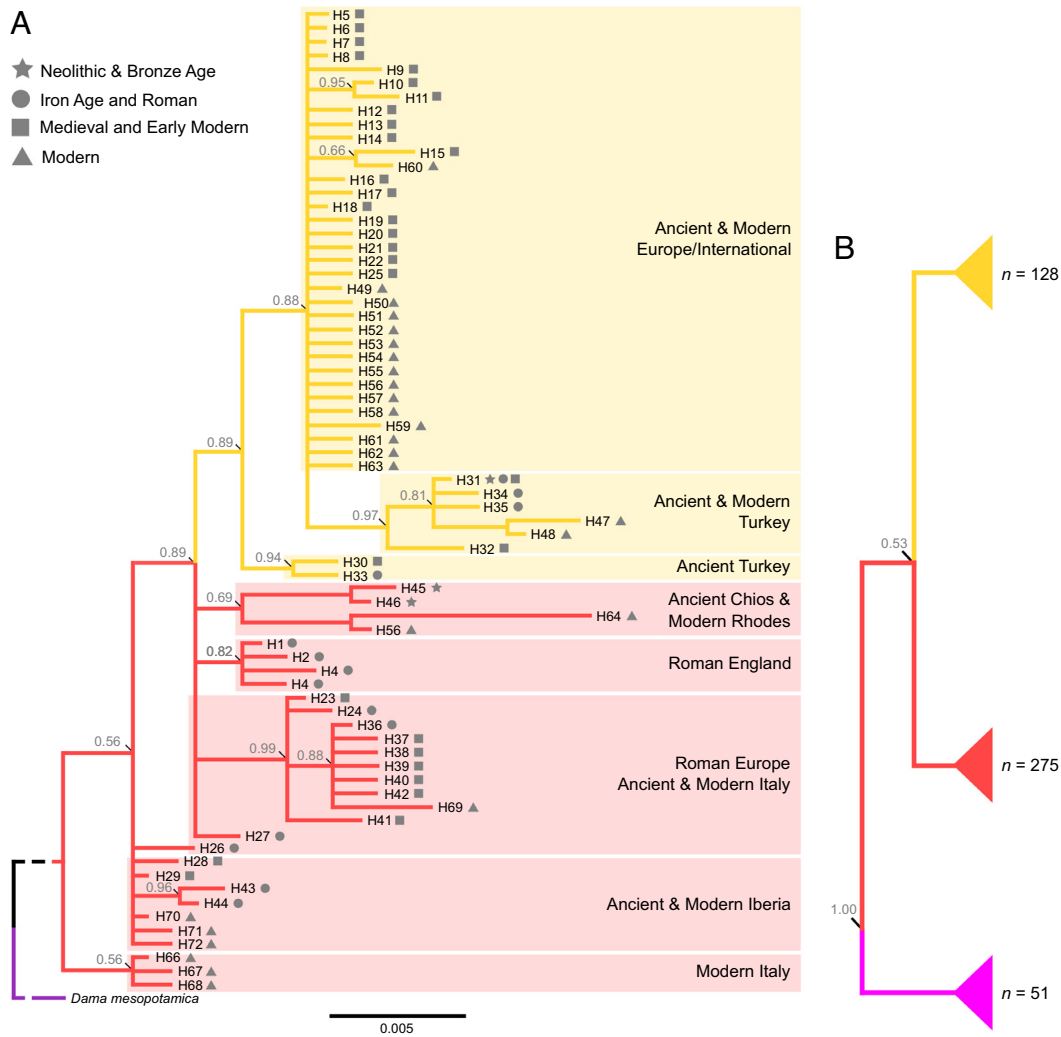 A
Neolithic & Bronze Age
Iron Age and Roman
Medieval and Early Modern
Modern
H5
H6
H7
H8
H9
0.95
H10
H11
H12
H13
H14
0.66
H15
H60
H16
H17
H18
H19
H20
H21
H22
H25
H49
H50
H51
H52
H53
H54
H55
H56
H57
H58
H59
H61
H62
H63
Ancient & Modern
Europe/International
0.88
0.89
H31
0.81
H34
H35
H47
H48
0.97
H32
Ancient & Modern
Turkey
0.94
H30
H33
Ancient Turkey
0.89
H45
H46
0.69
H64
H56
Ancient Chios &
Modern Rhodes
H1
0.82
H2
H4
H4
Roman England
H23
H24
H36
H37
0.99
0.88
H38
H39
H40
H42
H69
H41
H27
H26
Roman Europe
Ancient & Modern Italy
0.56
H28
H29
0.96
H43
H44
H70
H71
H72
Ancient & Modern Iberia
H66
0.56
H67
H68
Modern Italy
Dama mesopotamica
0.005
B
n = 128
0.53
n = 275
1.00
n = 51